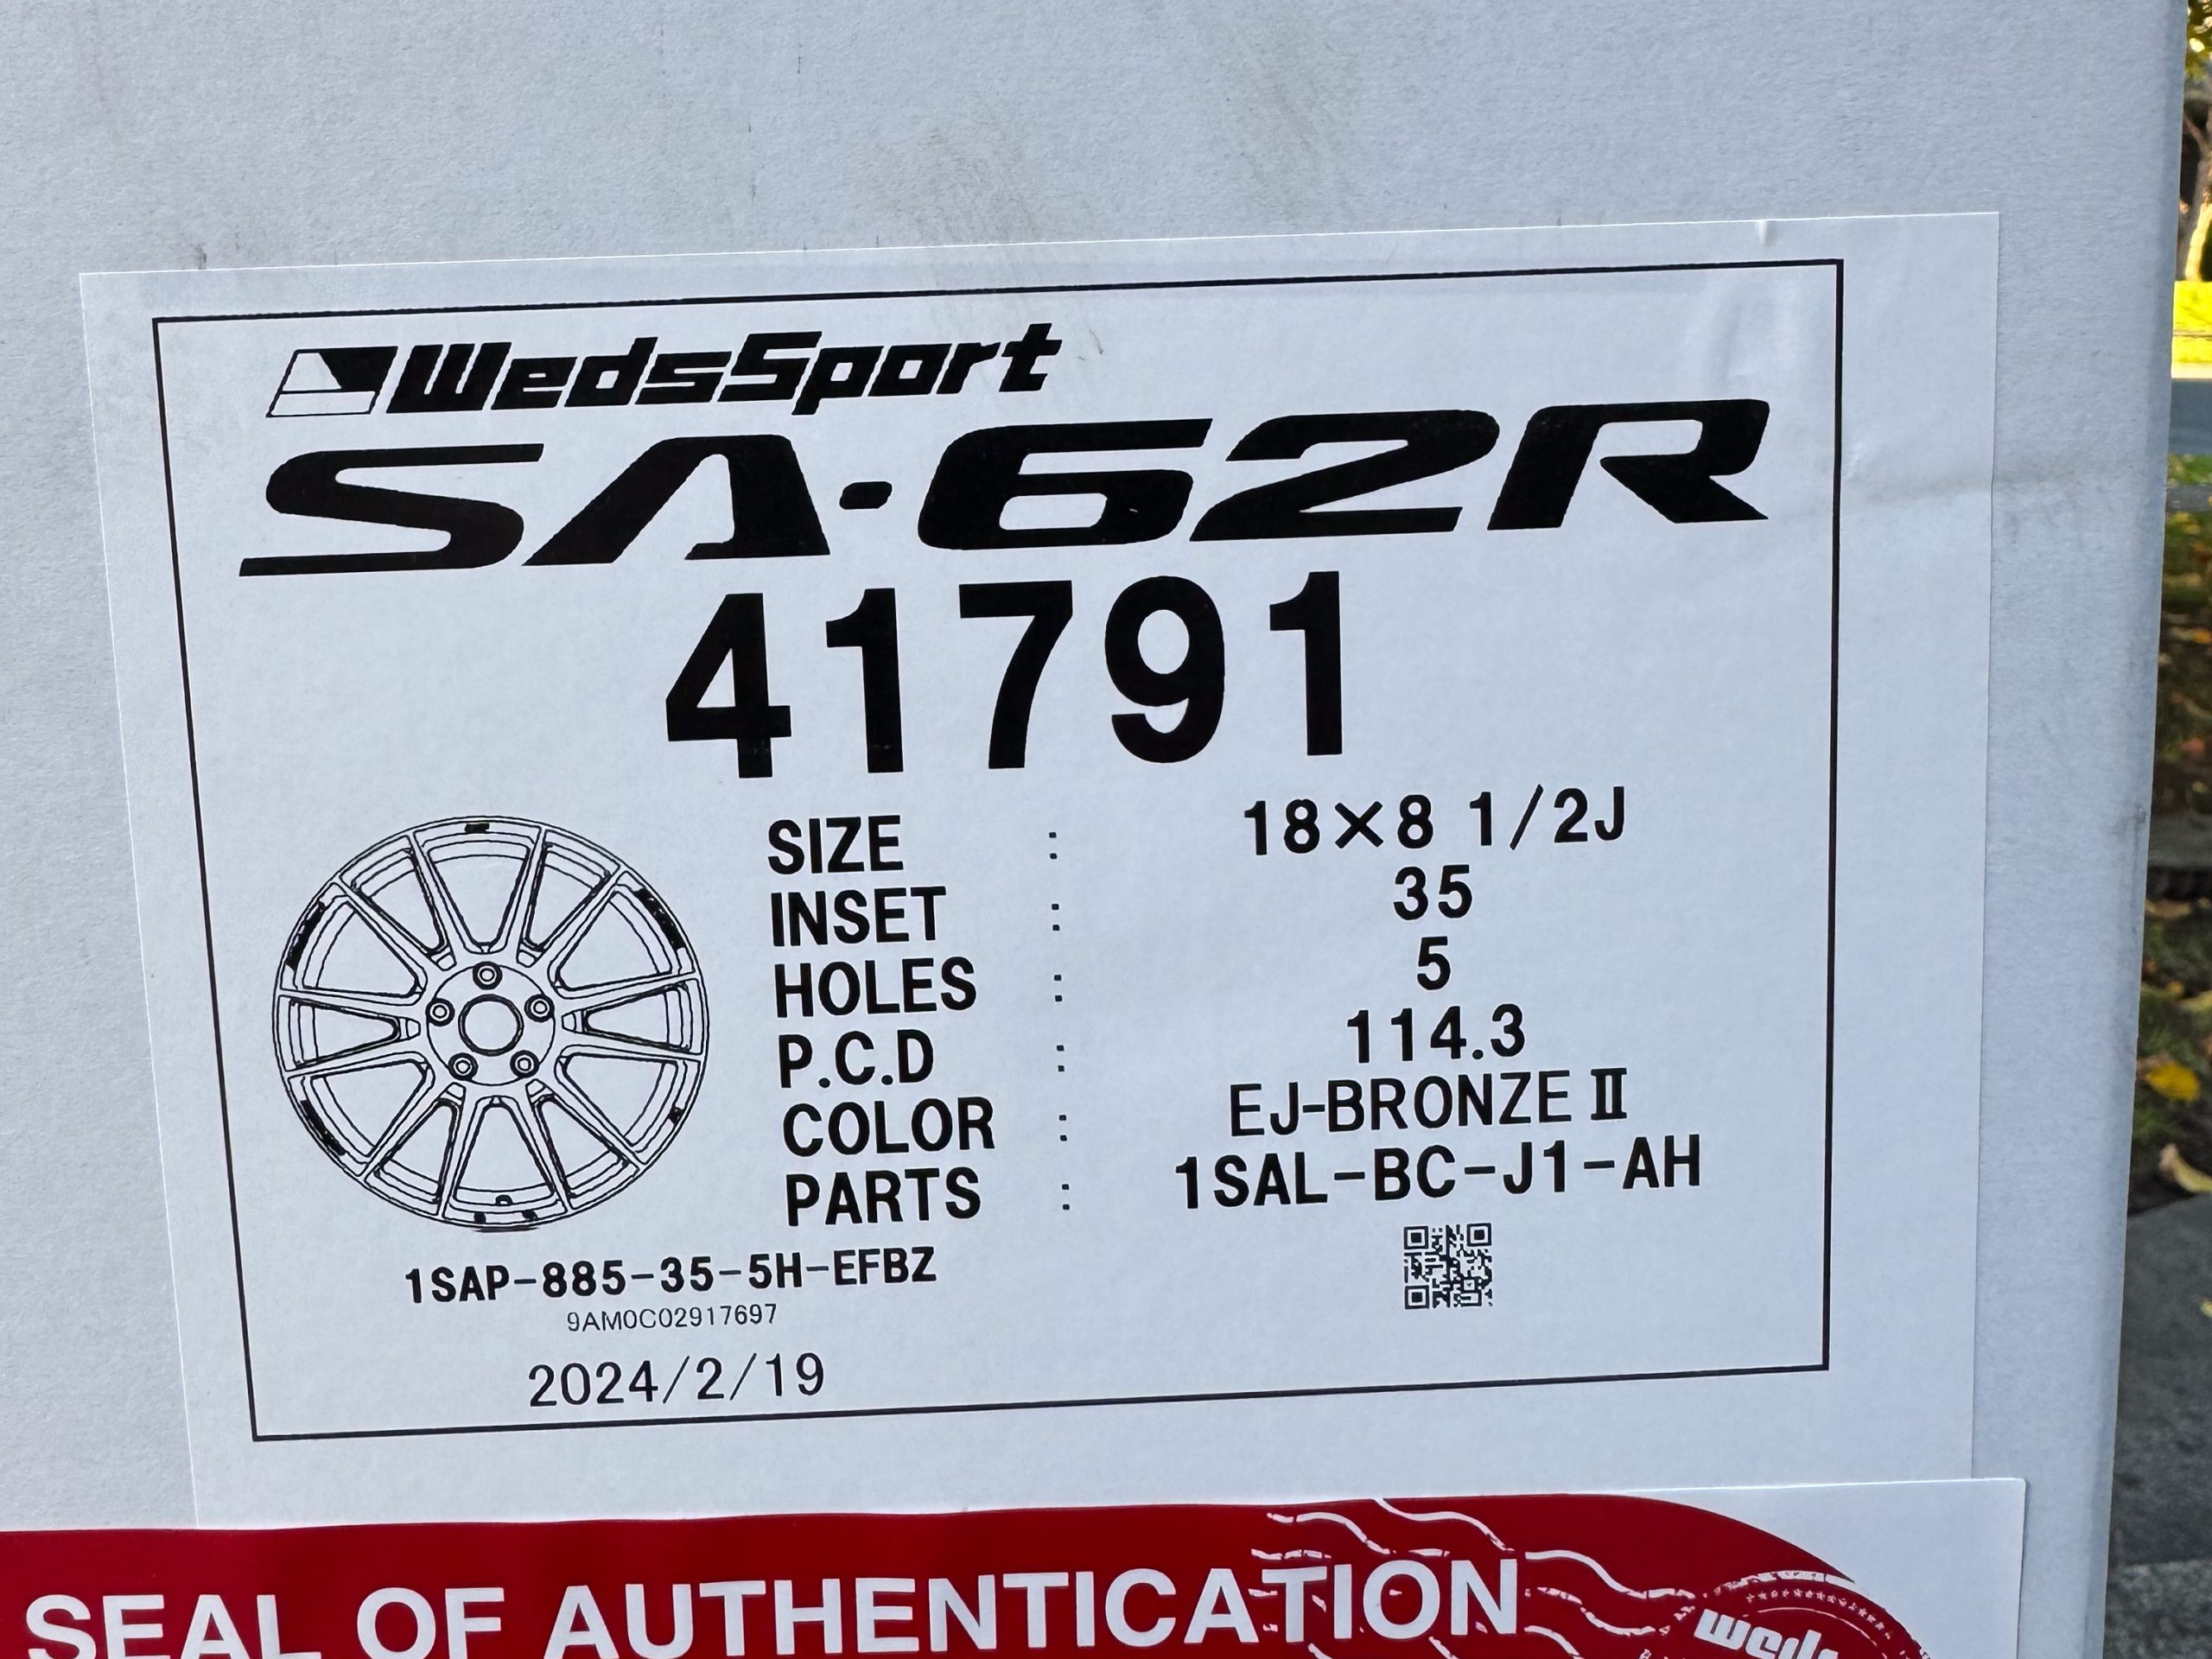 WedsSport
SA-62R
41791
SIZE : 18×8 1/2J
INSET : 35
HOLES : 5
P.C.D : 114.3
COLOR : EJ-BRONZE Ⅱ
PARTS : 1SAL-BC-J1-AH
1SAP-885-35-5H-EFBZ
9AM0C02917697
2024/2/19
SEAL OF AUTHENTICATION
weds